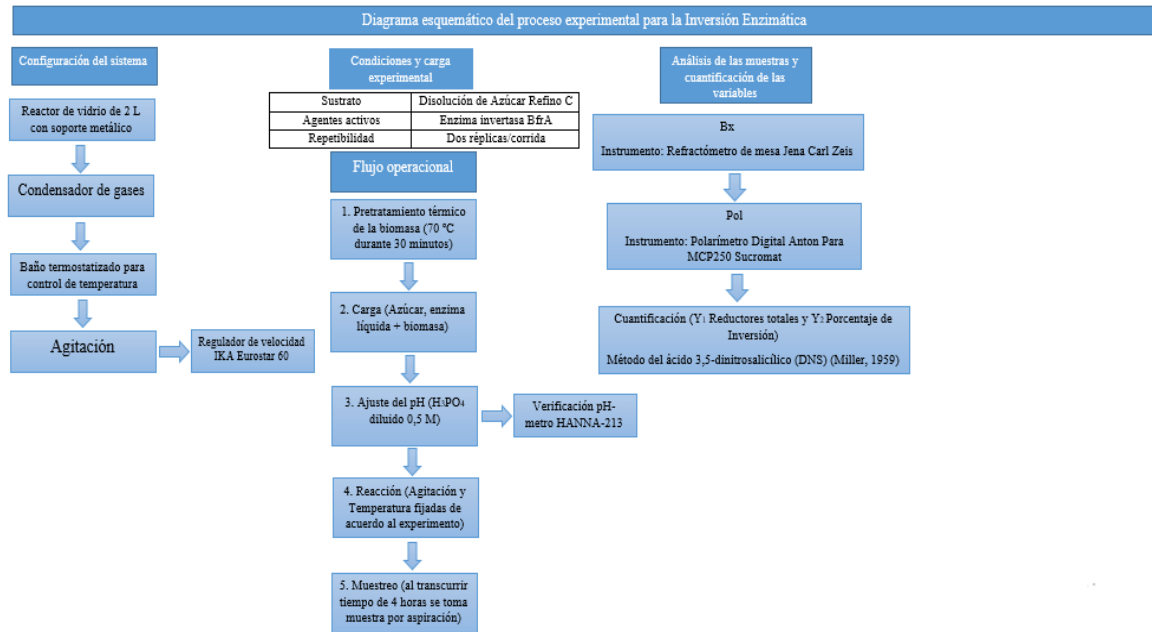 Diagrama esquemático del proceso experimental para la Inversión Enzimática
Configuración del sistema
Reactor de vidrio de 2 L
con soporte metálico
Condensador de gases
Baño termostatizado para
control de temperatura
Agitación
Regulador de velocidad
IKA Eurostar 60
Condiciones y carga
experimental
Sustrato Disolución de Azúcar Refino C
Agentes activos Enzima invertasa BfrA
Repetibilidad Dos réplicas/corrida
Flujo operacional
1. Pretratamiento térmico
de la biomasa (70 ºC
durante 30 minutos)
2. Carga (Azúcar, enzima
líquida + biomasa)
3. Ajuste del pH (H₃PO₄
diluido 0,5 M)
Verificación pH-
metro HANNA-213
4. Reacción (Agitación y
Temperatura fijadas de
acuerdo al experimento)
5. Muestreo (al transcurrir
tiempo de 4 horas se toma
muestra por aspiración)
Análisis de las muestras y
cuantificación de las
variables
Bx
Instrumento: Refractómetro de mesa Jena Carl Zeis
Pol
Instrumento: Polarímetro Digital Anton Para
MCP250 Sucromat
Cuantificación (Y₁ Reductores totales y Y₂ Porcentaje de
Inversión)
Método del ácido 3,5-dinitrosalicílico (DNS) (Miller, 1959)